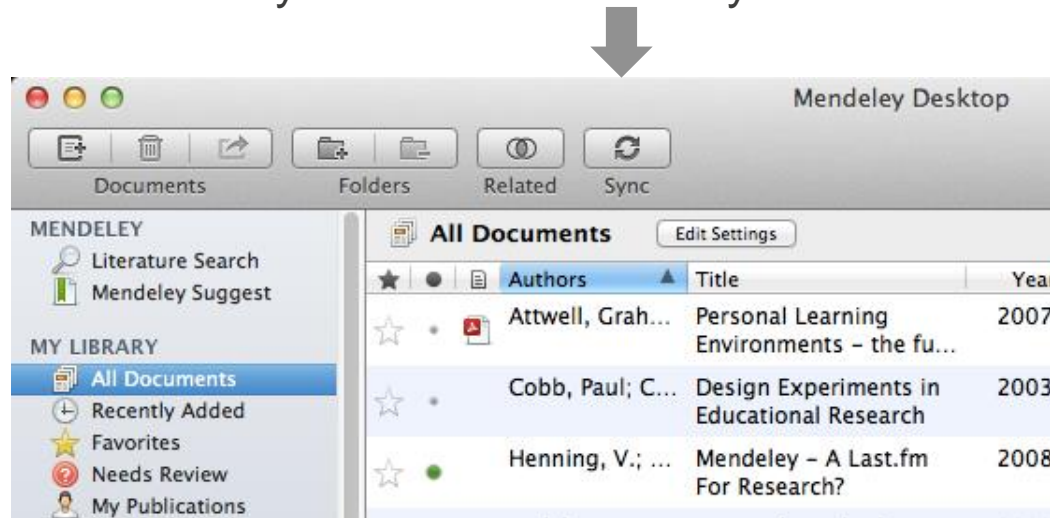 Mendeley Desktop
Documents Folders Related Sync
MENDELEY
Literature Search
Mendeley Suggest
MY LIBRARY
All Documents
Recently Added
Favorites
Needs Review
My Publications
All Documents Edit Settings
Authors Title
Attwell, Grah... Personal Learning 2007
Environments – the fu...
Cobb, Paul; C... Design Experiments in 2003
Educational Research
Henning, V.; ... Mendeley – A Last.fm 2008
For Research?